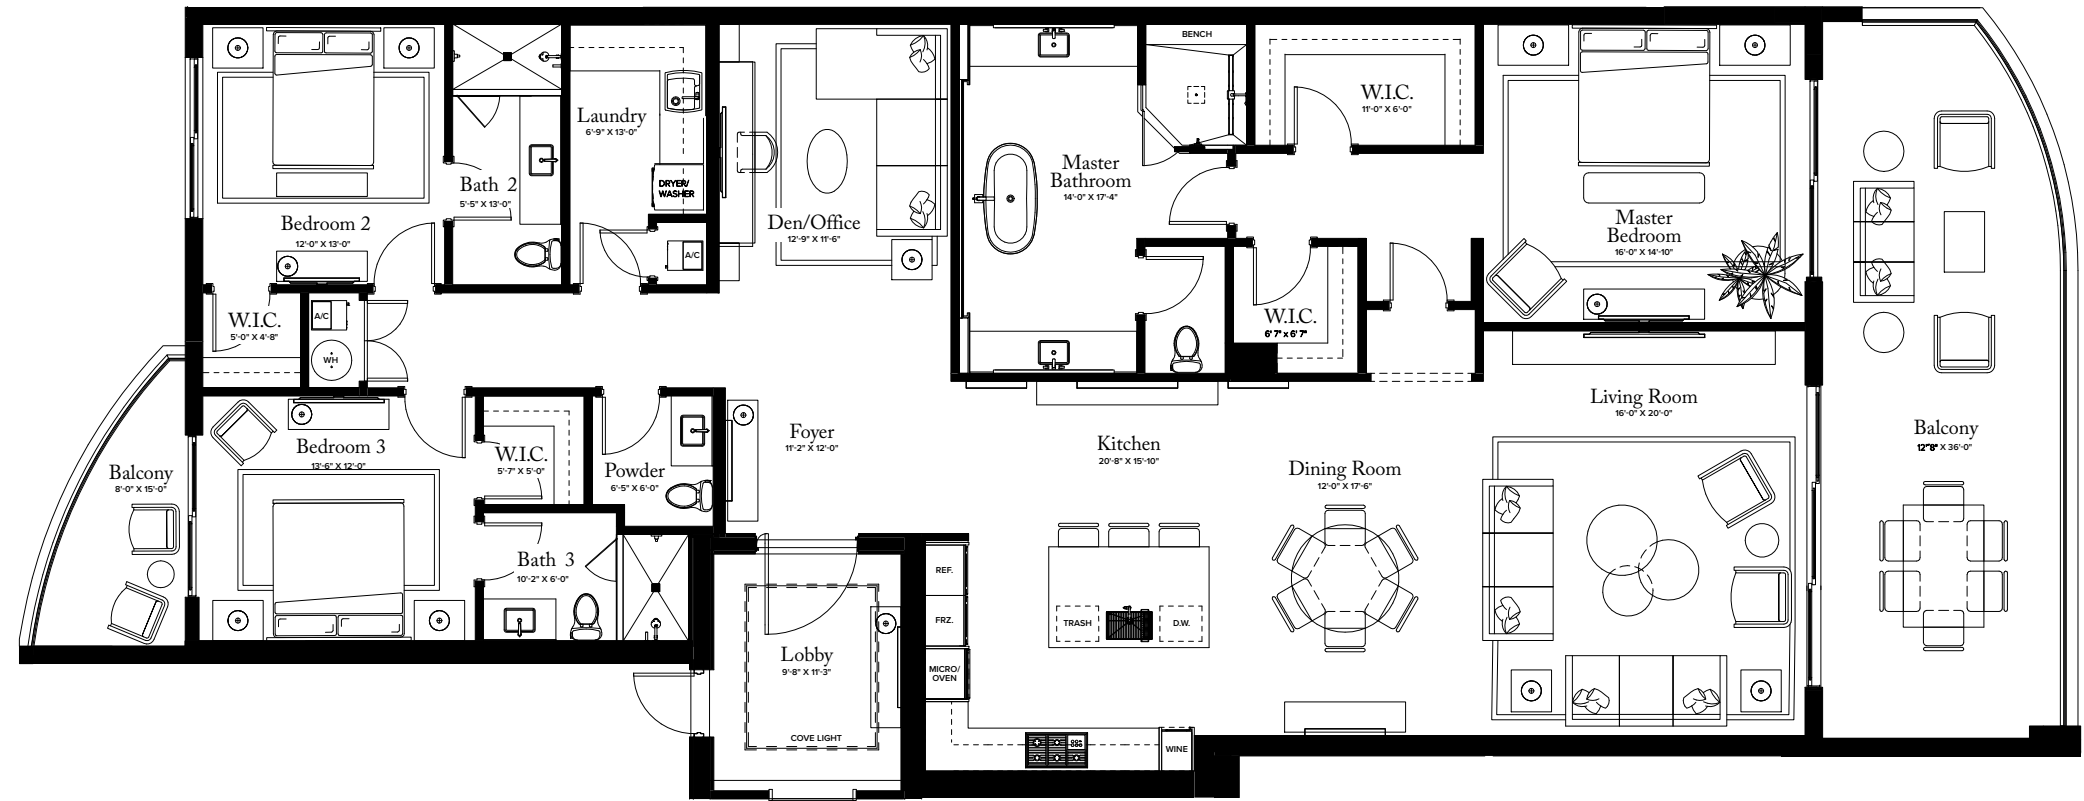 BENCH
W.I.C.
11'-0" X 6'-0"
Laundry
6'-9" X 13'-0"
DRYER/
WASHER
Bath 2
5'-5" X 13'-0"
Bedroom 2
12'-0" X 13'-0"
Den/Office
12'-9" X 11'-6"
A/C
Master
Bathroom
14'-0" X 17'-4"
Master
Bedroom
16'-0" X 14'-10"
W.I.C.
5'-0" X 4'-8"
A/C
WH
W.I.C.
6' 7" x 6' 7"
Living Room
16'-0" X 20'-0"
Balcony
12'8" X 36'-0"
Foyer
11'-2" X 12'-0"
Kitchen
20'-8" X 15'-10"
Dining Room
12'-0" X 17'-6"
Bedroom 3
13'-6" X 12'-0"
W.I.C.
5'-7" X 5'-0"
Powder
6'-5" X 6'-0"
Balcony
8'-0" X 15'-0"
Bath 3
10'-2" X 6'-0"
REF.
FRZ.
MICRO/
OVEN
TRASH
D.W.
Lobby
9'-8" X 11'-3"
COVE LIGHT
WINE